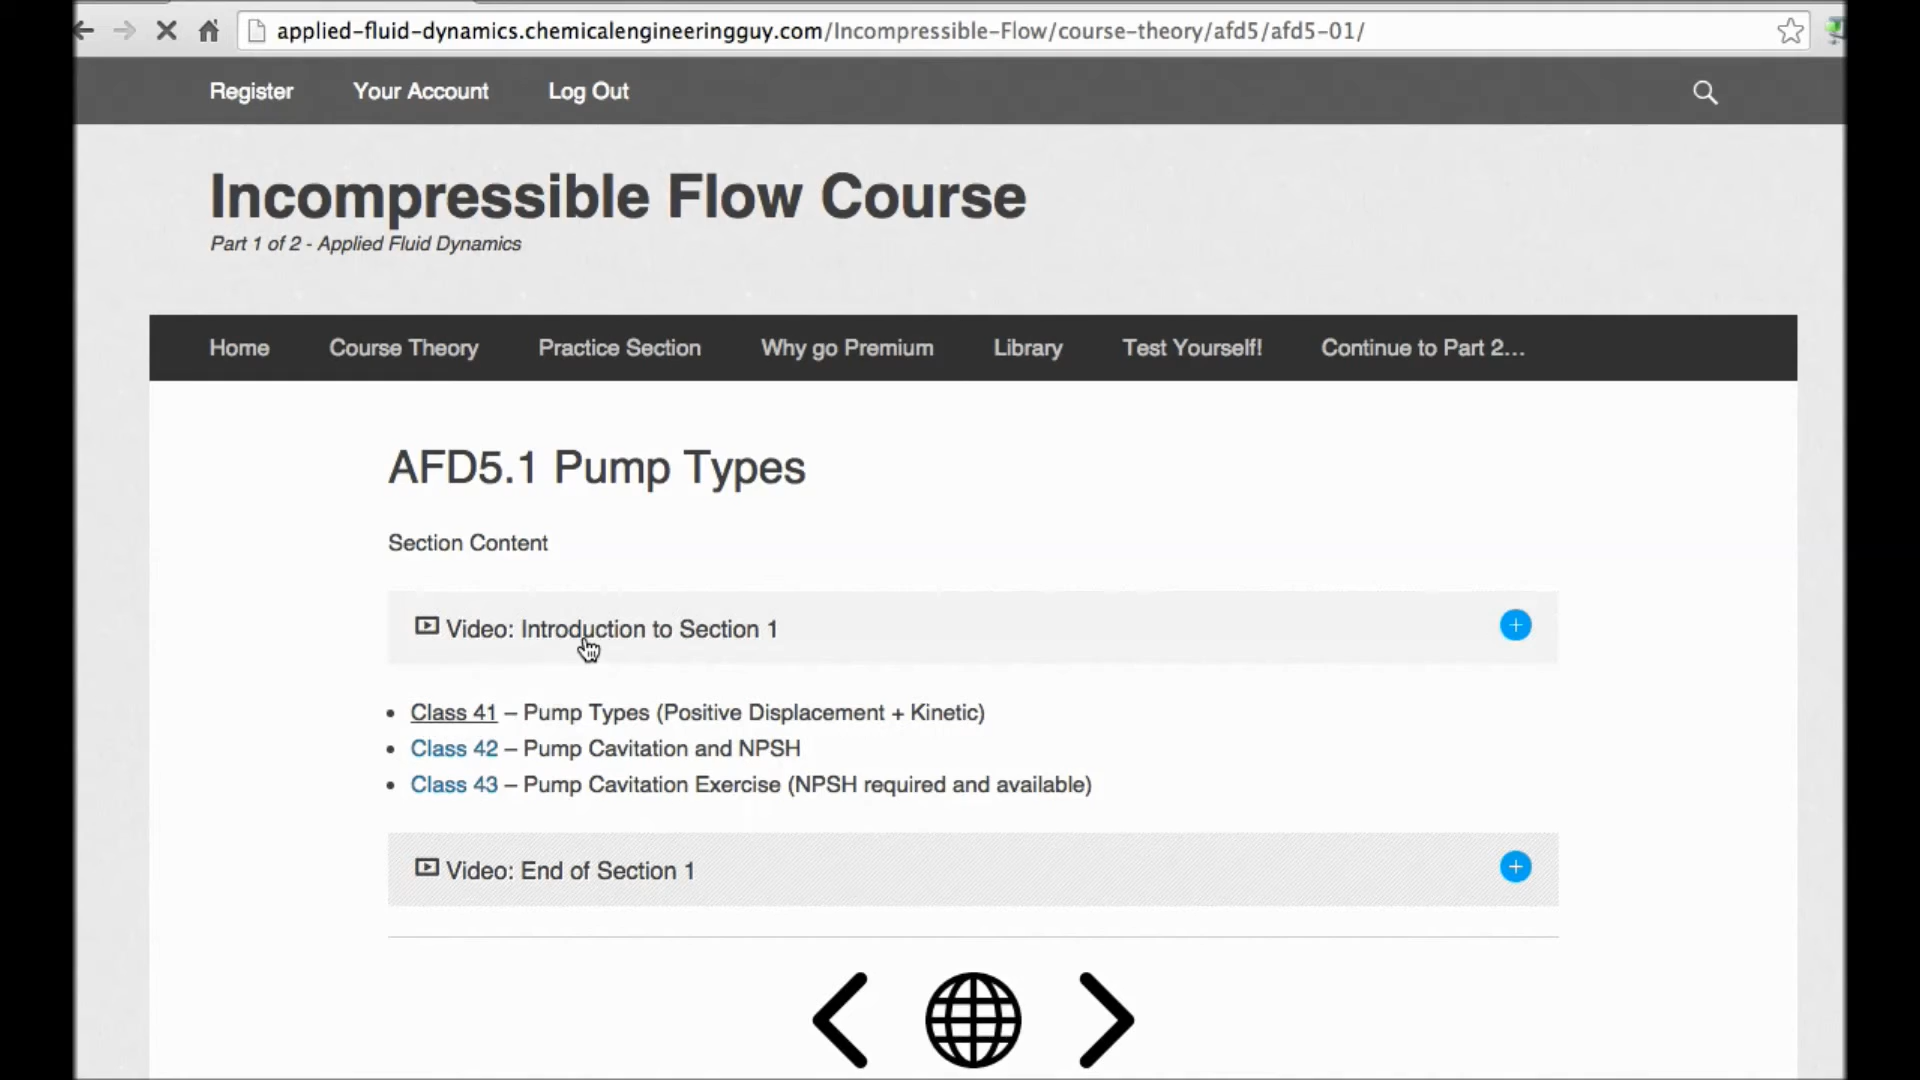 applied-fluid-dynamics.chemicalengineeringguy.com/Incompressible-Flow/course-theory/afd5/afd5-01/
Register Your Account Log Out
Incompressible Flow Course
Part 1 of 2 - Applied Fluid Dynamics
Home Course Theory Practice Section Why go Premium Library Test Yourself! Continue to Part 2...
AFD5.1 Pump Types
Section Content
Video: Introduction to Section 1
• Class 41 – Pump Types (Positive Displacement + Kinetic)
• Class 42 – Pump Cavitation and NPSH
• Class 43 – Pump Cavitation Exercise (NPSH required and available)
Video: End of Section 1